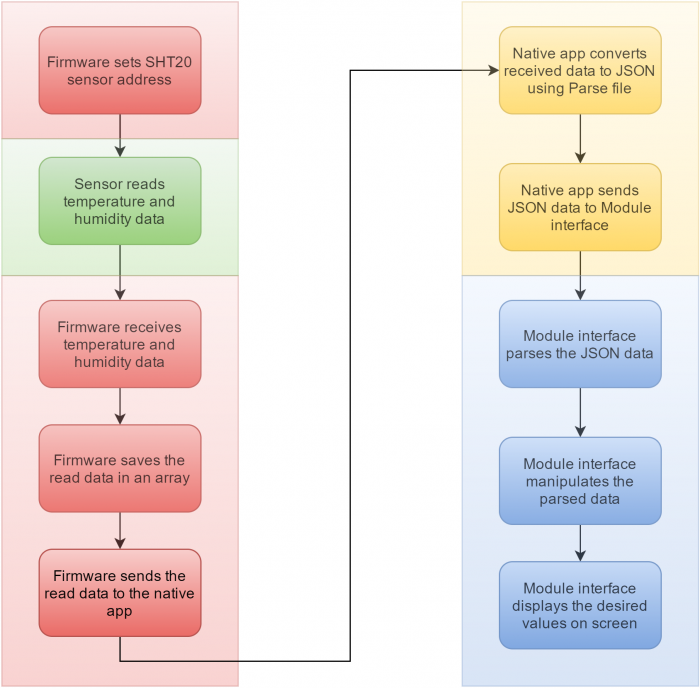 Firmware sets SHT20
sensor address
Sensor reads
temperature and
humidity data
Firmware receives
temperature and
humidity data
Firmware saves the
read data in an array
Firmware sends the
read data to the native
app
Native app converts
received data to JSON
using Parse file
Native app sends
JSON data to Module
interface
Module interface
parses the JSON data
Module interface
manipulates the
parsed data
Module interface
displays the desired
values on screen